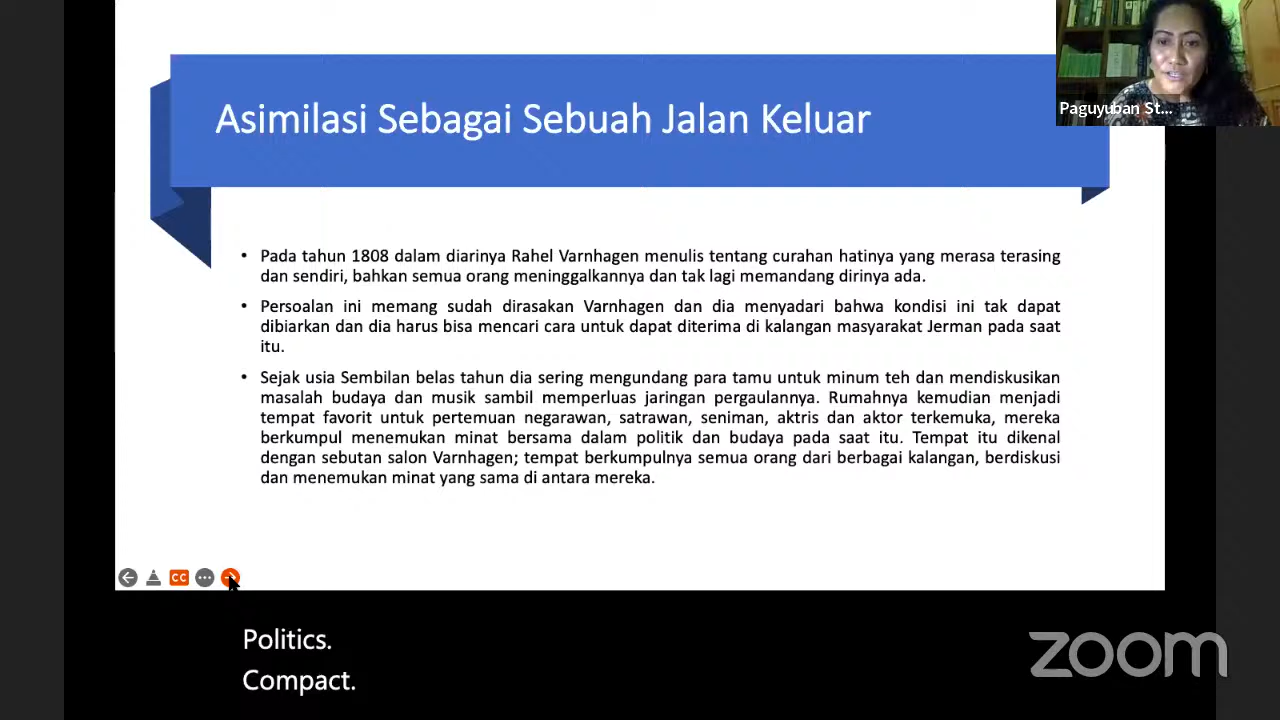 Asimilasi Sebagai Sebuah Jalan Keluar
Paguyuban St...
• Pada tahun 1808 dalam diarinya Rahel Varnhagen menulis tentang curahan hatinya yang merasa terasing
dan sendiri, bahkan semua orang meninggalkannya dan tak lagi memandang dirinya ada.
• Persoalan ini memang sudah dirasakan Varnhagen dan dia menyadari bahwa kondisi ini tak dapat
dibiarkan dan dia harus bisa mencari cara untuk dapat diterima di kalangan masyarakat Jerman pada saat
itu.
• Sejak usia Sembilan belas tahun dia sering mengundang para tamu untuk minum teh dan mendiskusikan
masalah budaya dan musik sambil memperluas jaringan pergaulannya. Rumahnya kemudian menjadi
tempat favorit untuk pertemuan negarawan, satrawan, seniman, aktris dan aktor terkemuka, mereka
berkumpul menemukan minat bersama dalam politik dan budaya pada saat itu. Tempat itu dikenal
dengan sebutan salon Varnhagen; tempat berkumpulnya semua orang dari berbagai kalangan, berdiskusi
dan menemukan minat yang sama di antara mereka.
CC
Politics.
Compact.
zoom